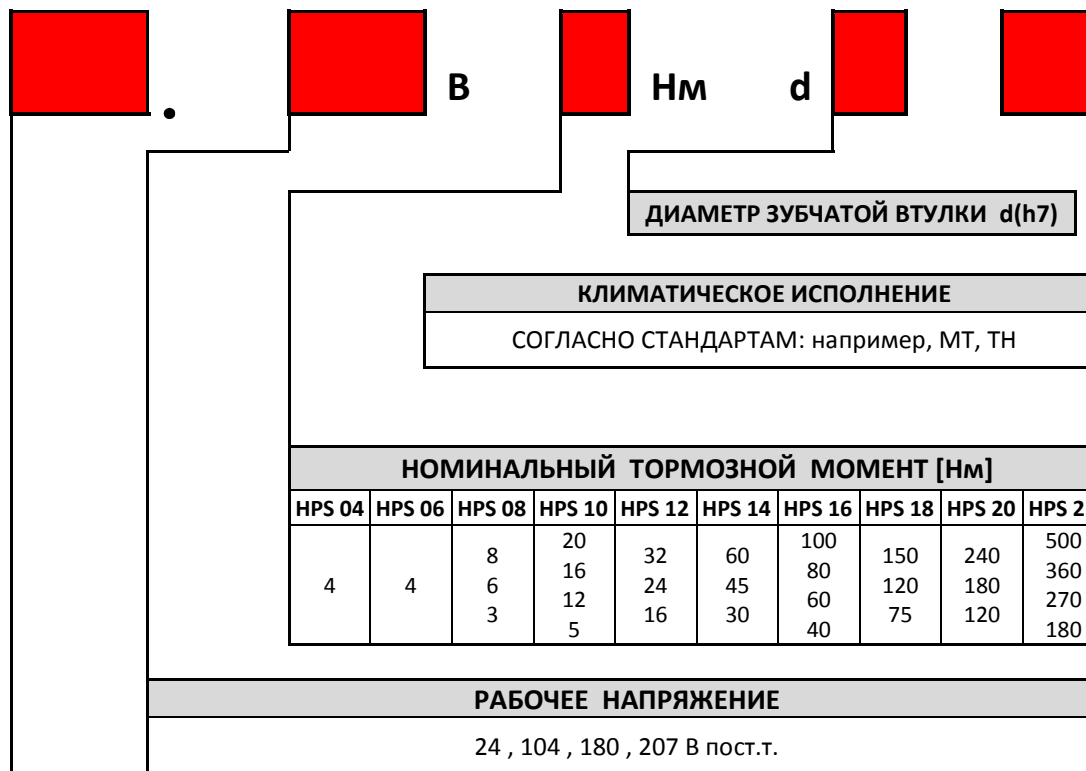 . В Нм d
ДИАМЕТР ЗУБЧАТОЙ ВТУЛКИ d(h7)
КЛИМАТИЧЕСКОЕ ИСПОЛНЕНИЕ
СОГЛАСНО СТАНДАРТАМ: например, МТ, ТН
НОМИНАЛЬНЫЙ ТОРМОЗНОЙ МОМЕНТ [Нм]
HPS 04 HPS 06 HPS 08 HPS 10 HPS 12 HPS 14 HPS 16 HPS 18 HPS 20 HPS
4 4 8 6 3 20 16 12 5 32 24 16 60 45 30 100 80 60 40 150 120 75 240 180 120 500 360 270 180
РАБОЧЕЕ НАПРЯЖЕНИЕ
24 , 104 , 180 , 207 В пост.т.